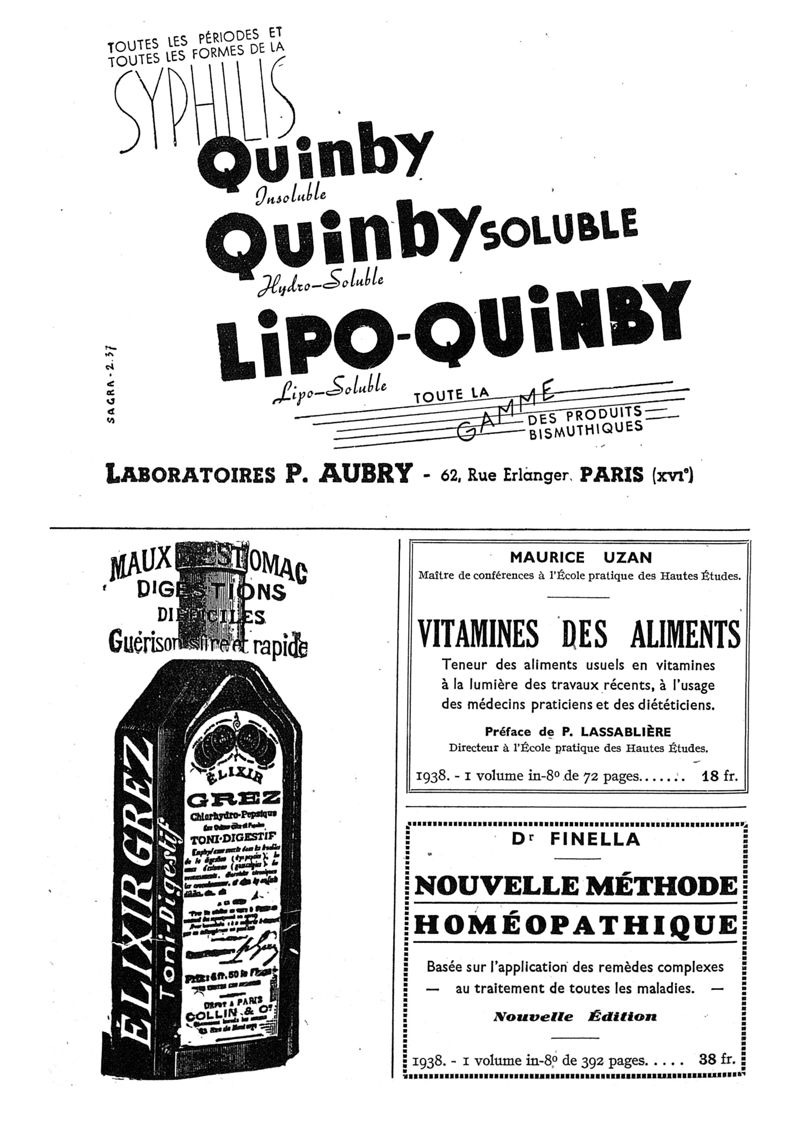 TOUTES LES PÉRIODES ET
TOUTES LES FORMES DE LA
SYPHILIS
Quinby
Insoluble
Quinby SOLUBLE
Hydro-Soluble
LiPO-QUiNBY
Lipo-Soluble
TOUTE LA
GAMME
DES PRODUITS
BISMUTHIQUES
SAGRA-2.37
LABORATOIRES P. AUBRY - 62, Rue Erlanger. PARIS (XVIe)
MAUX D'ESTOMAC
DIGESTIONS
DIFFICILES
Guérison sûre et rapide
ÉLIXIR GREZ
Toni-Digestif
ÉLIXIR
GREZ
Chlorhydro-Pepsique
TONI-DIGESTIF
DÉPÔT A PARIS
COLLIN & Cie
MAURICE UZAN
Maître de conférences à l'École pratique des Hautes Études.
VITAMINES DES ALIMENTS
Teneur des aliments usuels en vitamines
à la lumière des travaux récents, à l'usage
des médecins praticiens et des diététiciens.
Préface de P. LASSABLIÈRE
Directeur à l'École pratique des Hautes Études.
1938. - 1 volume in-8º de 72 pages....... 18 fr.
Dr FINELLA
NOUVELLE MÉTHODE
HOMÉOPATHIQUE
Basée sur l'application des remèdes complexes
— au traitement de toutes les maladies. —
Nouvelle Édition
1938. - 1 volume in-8º de 392 pages..... 38 fr.